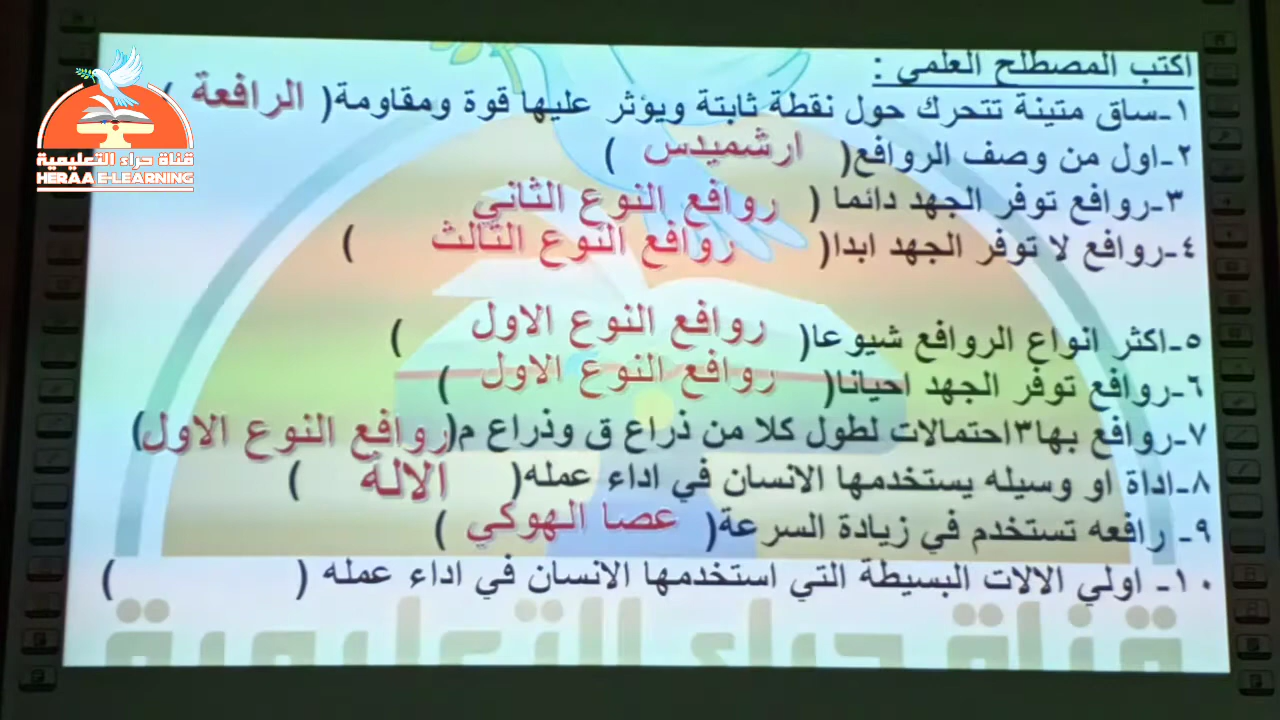 قناة حراء التعليمية
HERAA E-LEARNING
اكتب المصطلح العلمي :
١-ساق متينة تتحرك حول نقطة ثابتة ويؤثر عليها قوة ومقاومة( الرافعة )
٢-اول من وصف الروافع( ارشميدس )
٣-روافع توفر الجهد دائما ( روافع النوع الثاني
٤-روافع لا توفر الجهد ابدا( روافع النوع الثالث )
٥-اكثر انواع الروافع شيوعا( روافع النوع الاول )
٦-روافع توفر الجهد احيانا( روافع النوع الاول )
٧-روافع بها٣احتمالات لطول كلا من ذراع ق وذراع م(روافع النوع الاول)
٨-اداة او وسيله يستخدمها الانسان في اداء عمله( الالة )
٩- رافعه تستخدم في زيادة السرعة( عصا الهوكي )
١٠- اولي الالات البسيطة التي استخدمها الانسان في اداء عمله ( )
قناة حراء التعليمية